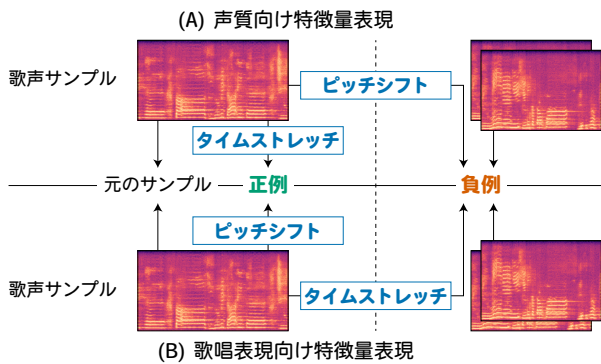 (A) 声質向け特徴量表現
歌声サンプル
ピッチシフト
タイムストレッチ
元のサンプル
正例
負例
ピッチシフト
歌声サンプル
タイムストレッチ
(B) 歌唱表現向け特徴量表現